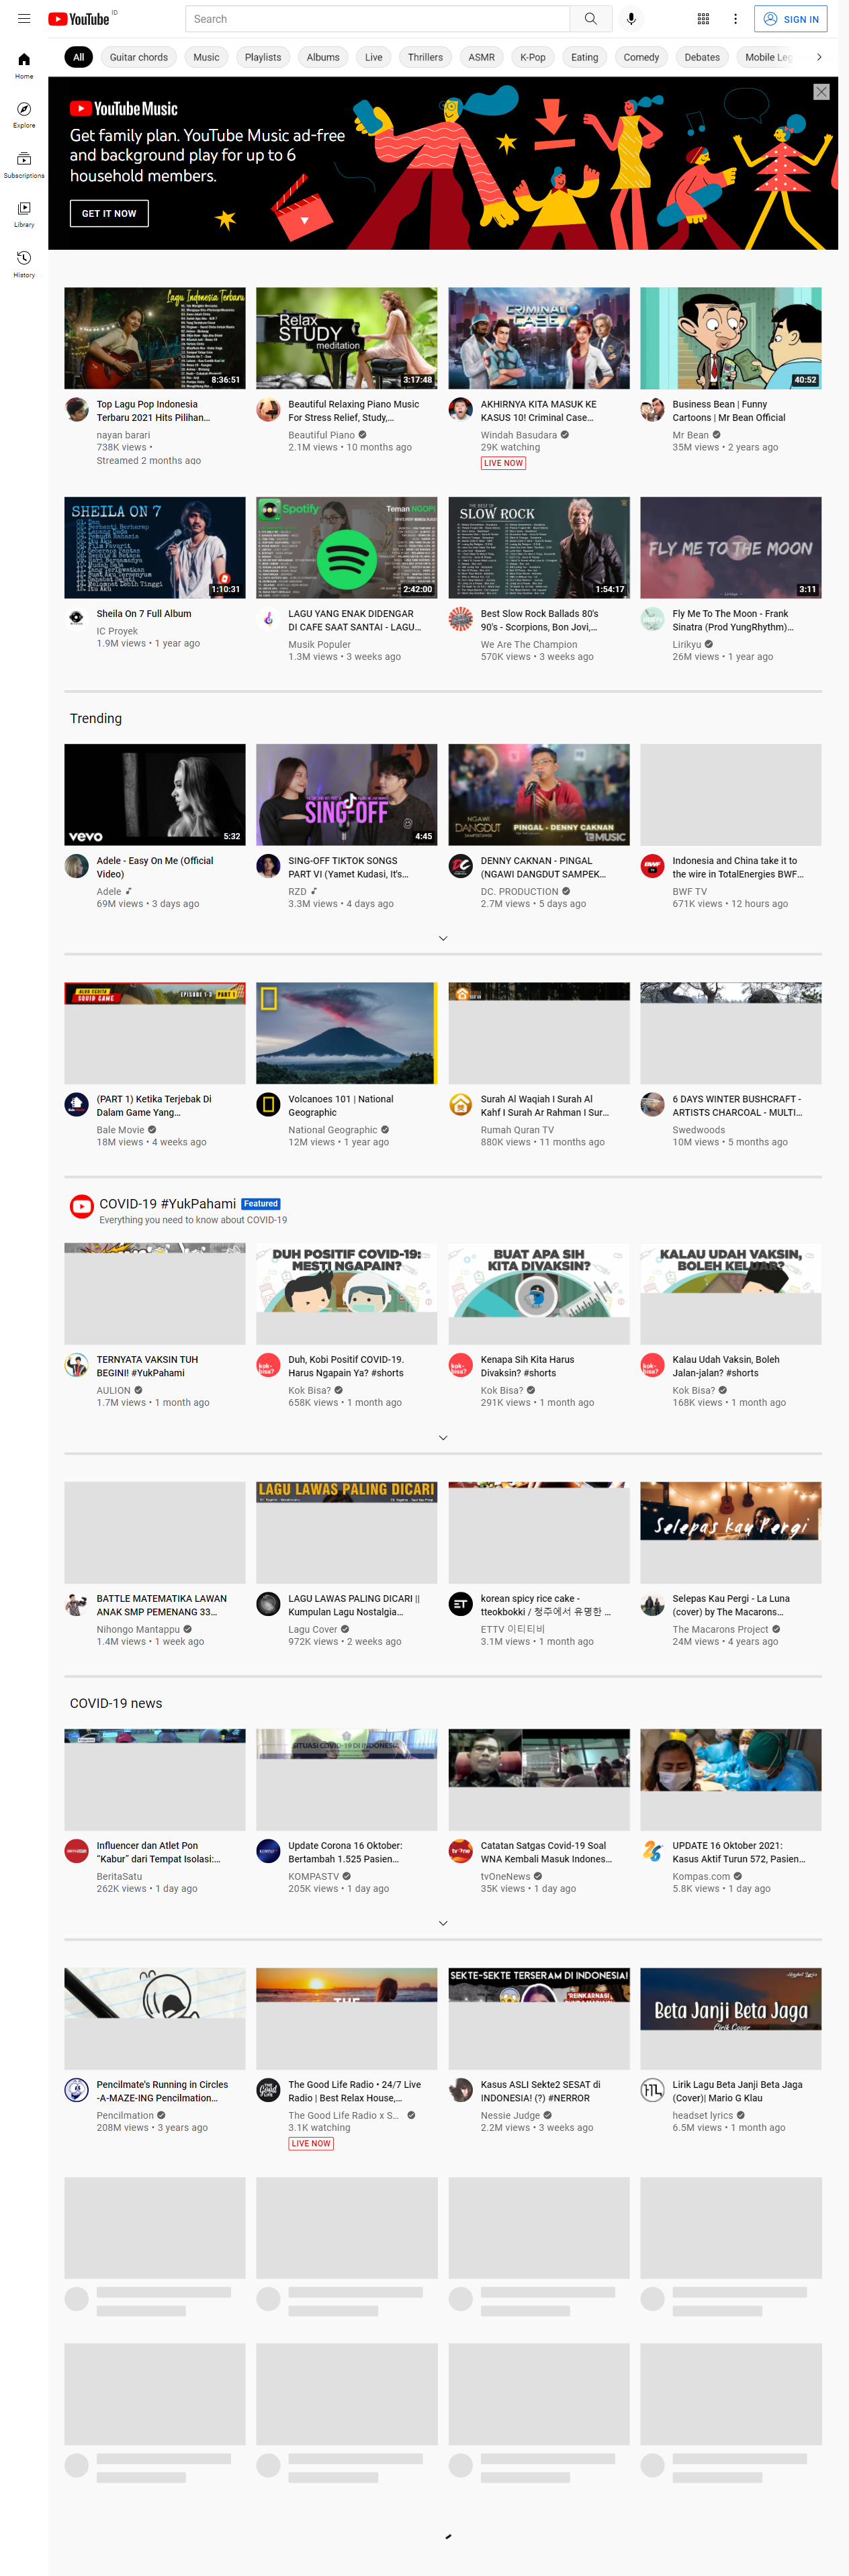 YouTube ID
Search
SIGN IN
Home
Explore
Subscriptions
Library
History
All
Guitar chords
Music
Playlists
Albums
Live
Thrillers
ASMR
K-Pop
Eating
Comedy
Debates
Mobile Leg
YouTube Music
Get family plan. YouTube Music ad-free
and background play for up to 6
household members.
GET IT NOW
Lagu Indonesia
Terbaru
8:36:51
Top Lagu Pop Indonesia
Terbaru 2021 Hits Pilihan...
nayan barari
738K views •
Streamed 2 months ago
Relax
STUDY
meditation
3:17:48
Beautiful Relaxing Piano Music
For Stress Relief, Study,...
Beautiful Piano
2.1M views • 10 months ago
CRIMINAL
CASE
AKHIRNYA KITA MASUK KE
KASUS 10! Criminal Case...
Windah Basudara
29K watching
LIVE NOW
40:52
Business Bean | Funny
Cartoons | Mr Bean Official
Mr Bean
35M views • 2 years ago
SHEILA ON 7
1:10:31
Sheila On 7 Full Album
IC Proyek
1.9M views • 1 year ago
Spotify
Teman NGOPI
2:42:00
LAGU YANG ENAK DIDENGAR
DI CAFE SAAT SANTAI - LAGU...
Musik Populer
1.3M views • 3 weeks ago
THE BEST OF
SLOW ROCK
1:54:17
Best Slow Rock Ballads 80's
90's - Scorpions, Bon Jovi,...
We Are The Champion
570K views • 3 weeks ago
FLY ME TO THE MOON
3:11
Fly Me To The Moon - Frank
Sinatra (Prod YungRhythm)...
Lirikyu
26M views • 1 year ago
Trending
vevo
5:32
Adele - Easy On Me (Official
Video)
Adele
69M views • 3 days ago
SING-OFF
4:45
SING-OFF TIKTOK SONGS
PART VI (Yamet Kudasi, It's...
RZD
3.3M views • 4 days ago
NGAWI
DANGDUT
PINGAL - DENNY CAKNAN
MUSIC
DENNY CAKNAN - PINGAL
(NGAWI DANGDUT SAMPEK...
DC. PRODUCTION
2.7M views • 5 days ago
Indonesia and China take it to
the wire in TotalEnergies BWF...
BWF TV
671K views • 12 hours ago
ALUR CERITA
SQUID GAME
EPISODE 1-3
PART 1
(PART 1) Ketika Terjebak Di
Dalam Game Yang...
Bale Movie
18M views • 4 weeks ago
Volcanoes 101 | National
Geographic
National Geographic
12M views • 1 year ago
Surah Al Waqiah I Surah Al
Kahf I Surah Ar Rahman I Sur...
Rumah Quran TV
880K views • 11 months ago
6 DAYS WINTER BUSHCRAFT -
ARTISTS CHARCOAL - MULTI...
Swedwoods
10M views • 5 months ago
COVID-19 #YukPahami
Featured
Everything you need to know about COVID-19
TERNYATA VAKSIN TUH
BEGINI! #YukPahami
AULION
1.7M views • 1 month ago
DUH POSITIF COVID-19:
MESTI NGAPAIN?
kok-
bisa?
Duh, Kobi Positif COVID-19.
Harus Ngapain Ya? #shorts
Kok Bisa?
658K views • 1 month ago
BUAT APA SIH
KITA DIVAKSIN?
kok-
bisa?
Kenapa Sih Kita Harus
Divaksin? #shorts
Kok Bisa?
291K views • 1 month ago
KALAU UDAH VAKSIN,
BOLEH KELUAR?
kok-
bisa?
Kalau Udah Vaksin, Boleh
Jalan-jalan? #shorts
Kok Bisa?
168K views • 1 month ago
BATTLE MATEMATIKA LAWAN
ANAK SMP PEMENANG 33...
Nihongo Mantappu
1.4M views • 1 week ago
LAGU LAWAS PALING DICARI
LAGU LAWAS PALING DICARI ||
Kumpulan Lagu Nostalgia...
Lagu Cover
972K views • 2 weeks ago
ET
korean spicy rice cake -
tteokbokki / 청주에서 유명한 ...
ETTV 이티티비
3.1M views • 1 month ago
Selepas kau Pergi
Selepas Kau Pergi - La Luna
(cover) by The Macarons...
The Macarons Project
24M views • 4 years ago
COVID-19 news
Influencer dan Atlet Pon
"Kabur" dari Tempat Isolasi:...
BeritaSatu
262K views • 1 day ago
SITUASI COVID-19 DI INDONESIA
Update Corona 16 Oktober:
Bertambah 1.525 Pasien...
KOMPASTV
205K views • 1 day ago
tvOne
Catatan Satgas Covid-19 Soal
WNA Kembali Masuk Indones...
tvOneNews
35K views • 1 day ago
UPDATE 16 Oktober 2021:
Kasus Aktif Turun 572, Pasien...
Kompas.com
5.8K views • 1 day ago
Pencilmate's Running in Circles
-A-MAZE-ING Pencilmation...
Pencilmation
208M views • 3 years ago
THE
The Good Life Radio • 24/7 Live
Radio | Best Relax House,...
The Good Life Radio x S...
3.1K watching
LIVE NOW
SEKTE-SEKTE TERSERAM DI INDONESIA!
Kasus ASLI Sekte2 SESAT di
INDONESIA! (?) #NERROR
Nessie Judge
2.2M views • 3 weeks ago
Beta Janji Beta Jaga
Lirik Cover
Lirik Lagu Beta Janji Beta Jaga
(Cover)| Mario G Klau
headset lyrics
6.5M views • 1 month ago